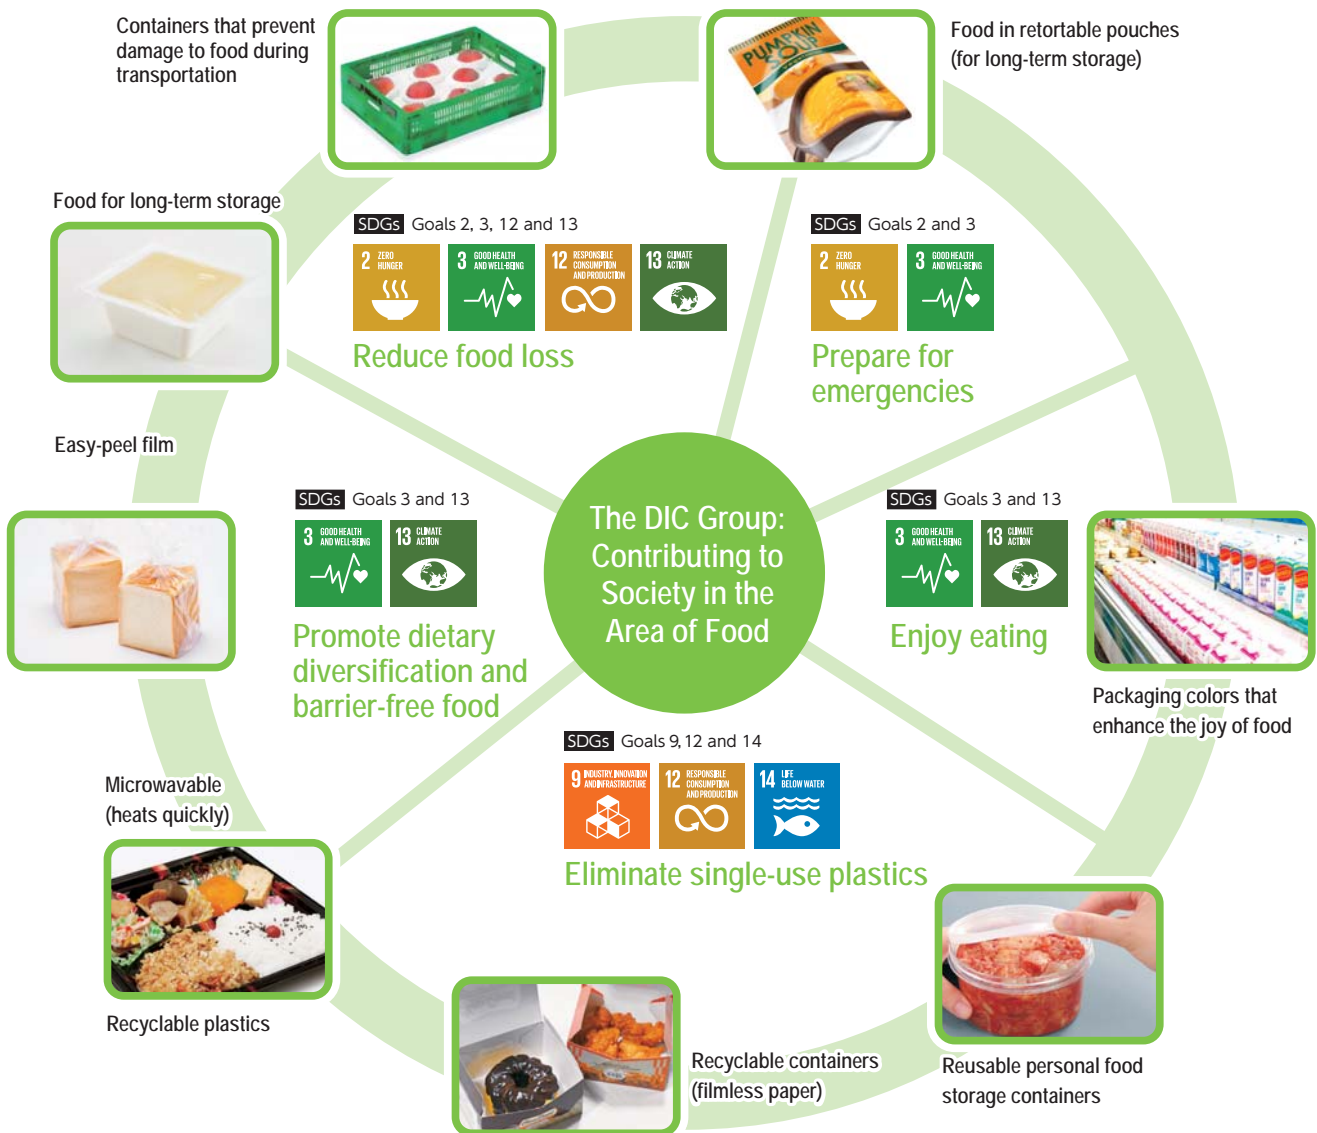 Containers that prevent
damage to food during
transportation
PUMPKIN
SOUP
Food in retortable pouches
(for long-term storage)
Food for long-term storage
SDGs Goals 2, 3, 12 and 13
2 ZERO
HUNGER
3 GOOD HEALTH
AND WELL-BEING
12 RESPONSIBLE
CONSUMPTION
AND PRODUCTION
13 CLIMATE
ACTION
Reduce food loss
SDGs Goals 2 and 3
2 ZERO
HUNGER
3 GOOD HEALTH
AND WELL-BEING
Prepare for
emergencies
Easy-peel film
SDGs Goals 3 and 13
3 GOOD HEALTH
AND WELL-BEING
13 CLIMATE
ACTION
Promote dietary
diversification and
barrier-free food
The DIC Group:
Contributing to
Society in the
Area of Food
SDGs Goals 3 and 13
3 GOOD HEALTH
AND WELL-BEING
13 CLIMATE
ACTION
Enjoy eating
Packaging colors that
enhance the joy of food
SDGs Goals 9, 12 and 14
9 INDUSTRY, INNOVATION
AND INFRASTRUCTURE
12 RESPONSIBLE
CONSUMPTION
AND PRODUCTION
14 LIFE
BELOW WATER
Eliminate single-use plastics
Microwavable
(heats quickly)
Recyclable plastics
Recyclable containers
(filmless paper)
Reusable personal food
storage containers